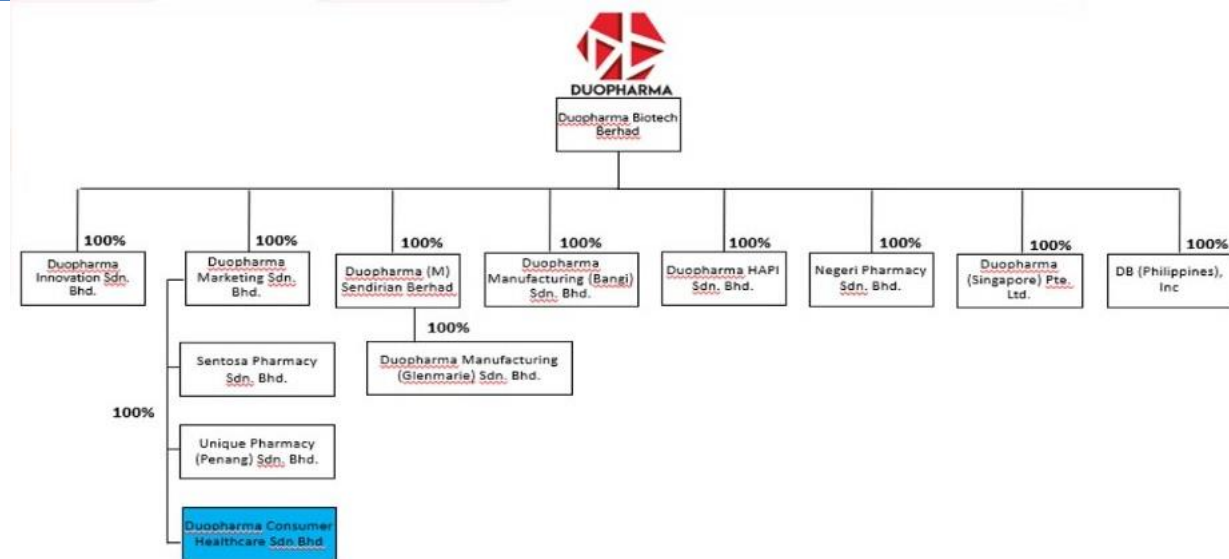 DUOPHARMA
Duopharma Biotech
Berhad
100%
Duopharma
Innovation Sdn.
Bhd.
100%
Duopharma
Marketing Sdn.
Bhd.
100%
Duopharma (M)
Sendirian Berhad
100%
Duopharma
Manufacturing (Bangi)
Sdn. Bhd.
100%
Duopharma HAPI
Sdn. Bhd.
100%
Negeri Pharmacy
Sdn. Bhd.
100%
Duopharma
(Singapore) Pte.
Ltd.
100%
DB (Philippines),
Inc
100%
Sentosa Pharmacy
Sdn. Bhd.
Unique Pharmacy
(Penang) Sdn. Bhd.
Duopharma Consumer
Healthcare Sdn Bhd
100%
Duopharma Manufacturing
(Glenmarie) Sdn. Bhd.